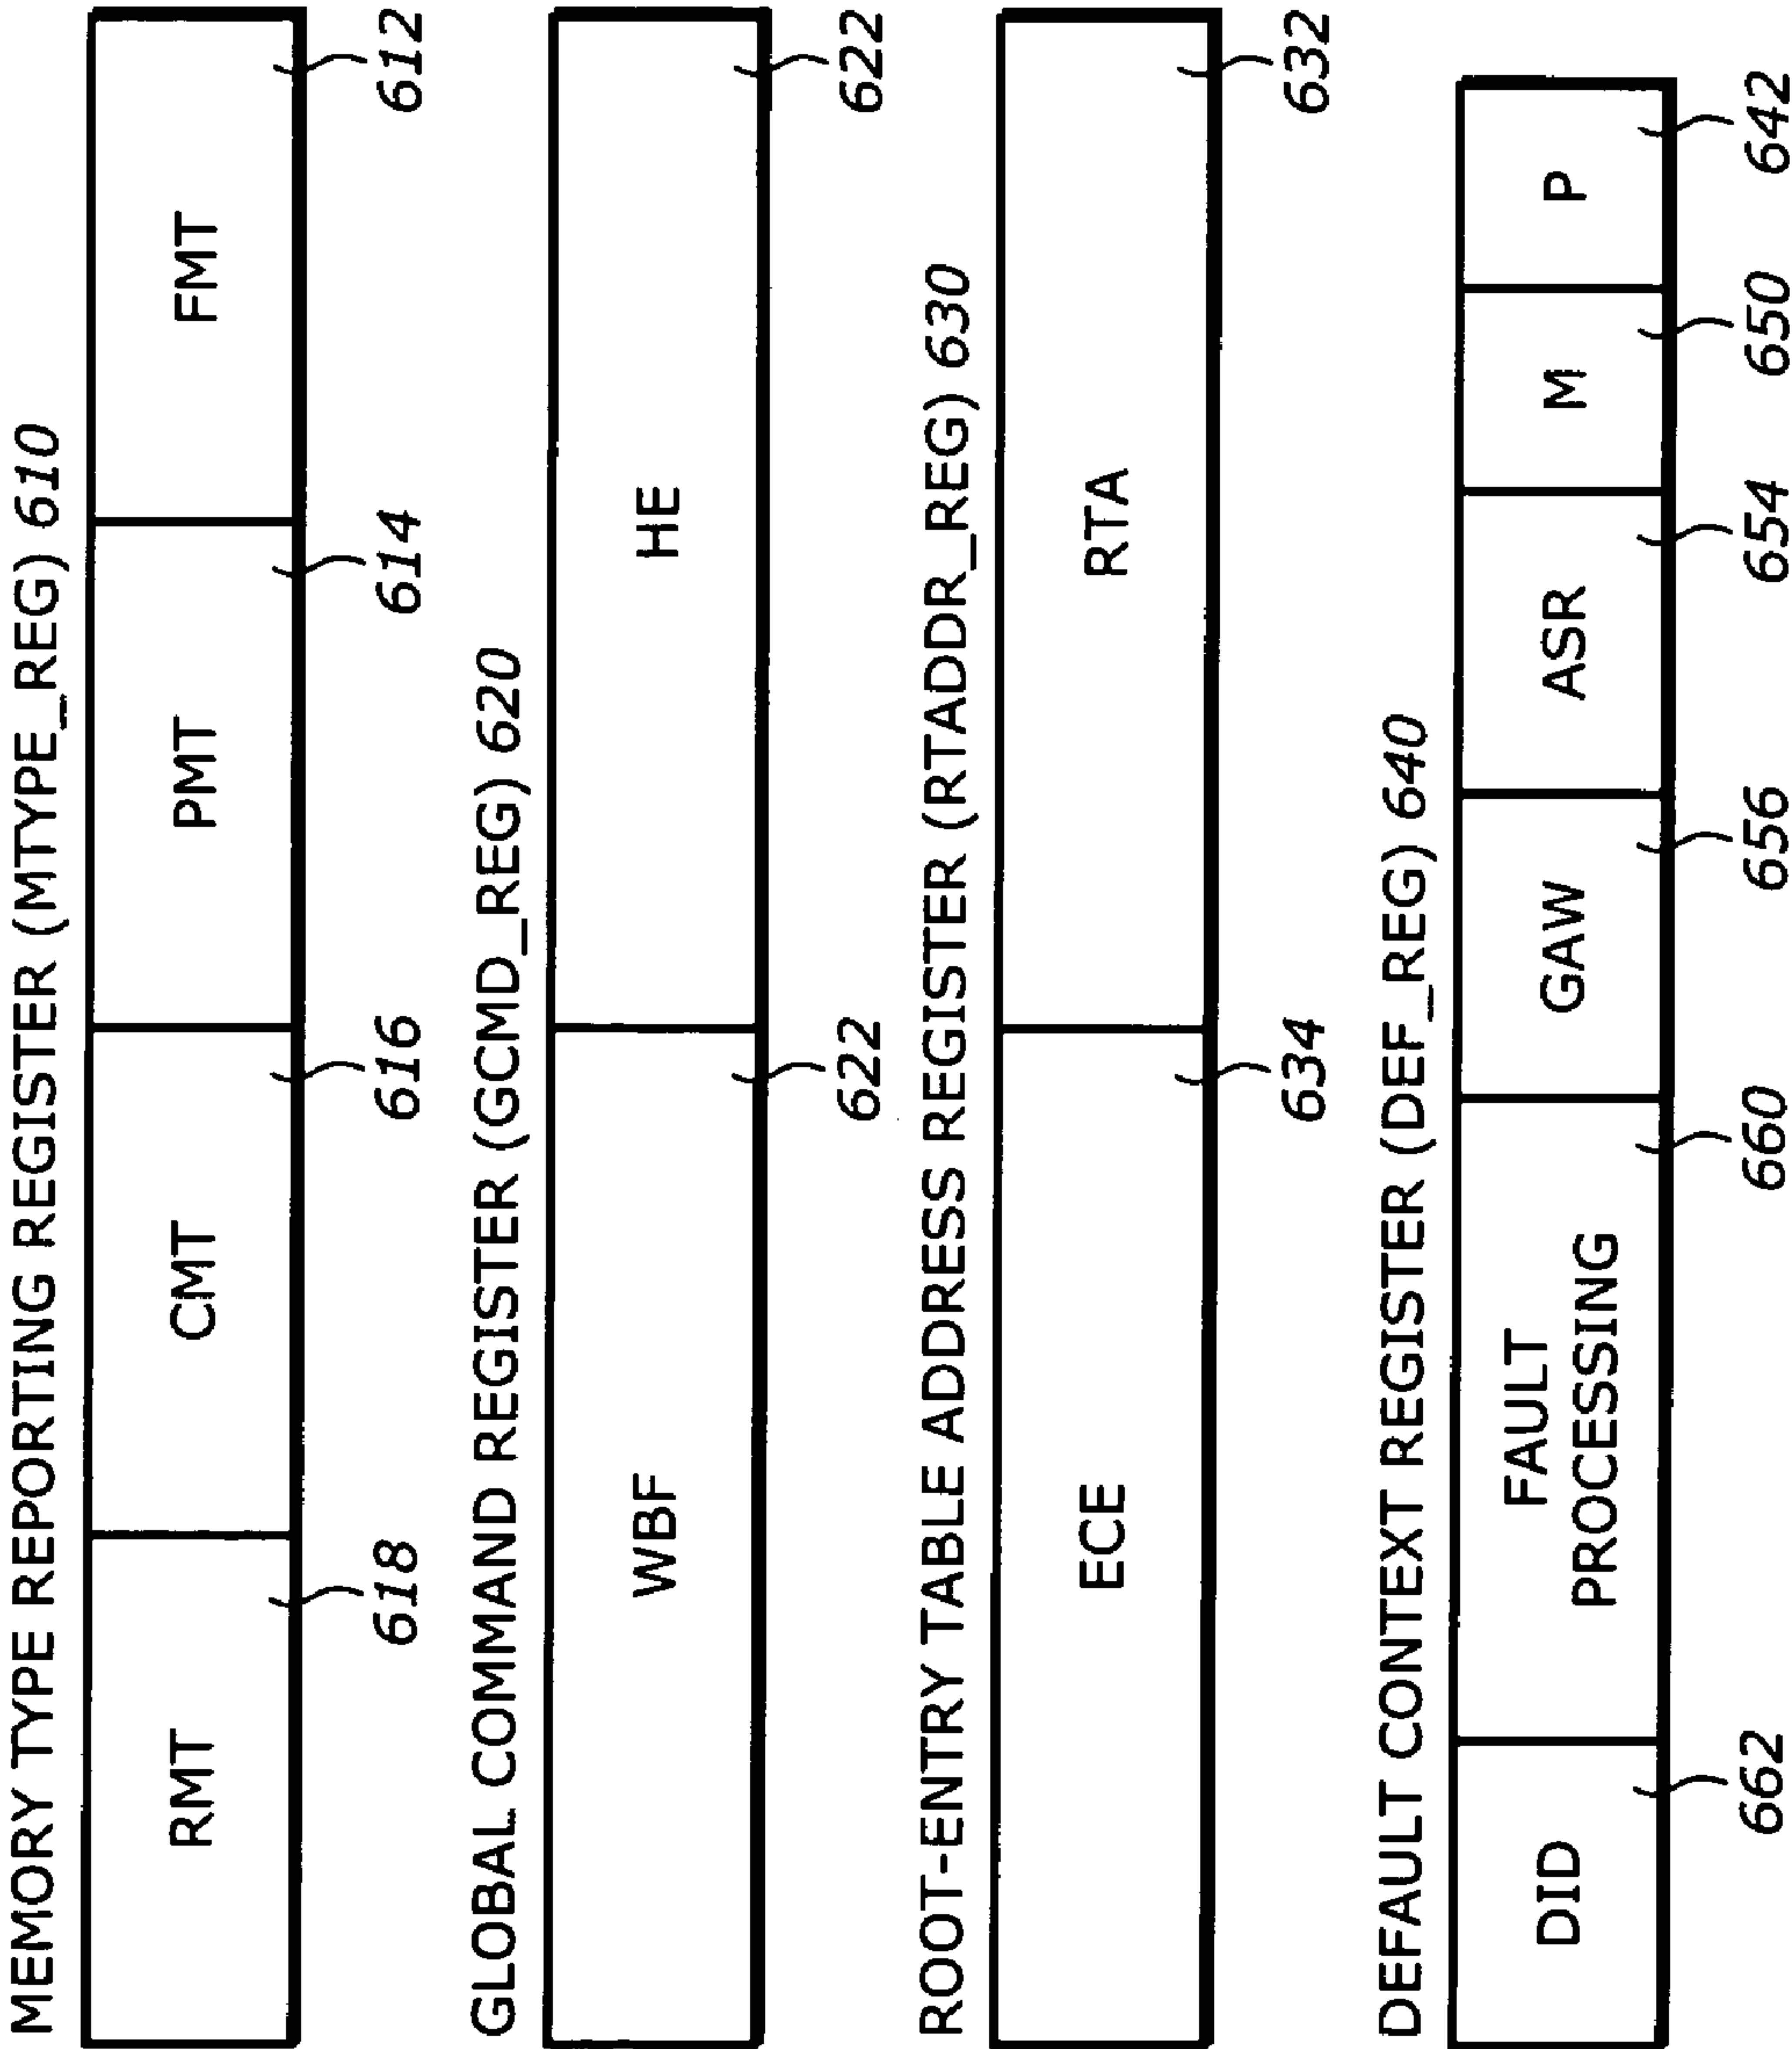 MEMORY TYPE REPORTING REGISTER (MTYPE_REG) 610
RMT CMT PMT FMT
618 616 614 612
GLOBAL COMMAND REGISTER (GCMD_REG) 620
WBF HE
622 622
ROOT-ENTRY TABLE ADDRESS REGISTER (RTADDR_REG) 630
ECE RTA
634 632
DEFAULT CONTEXT REGISTER (DEF_REG) 640
DID FAULT GAW ASR M P
PROCESSING
662 660 656 654 650 642